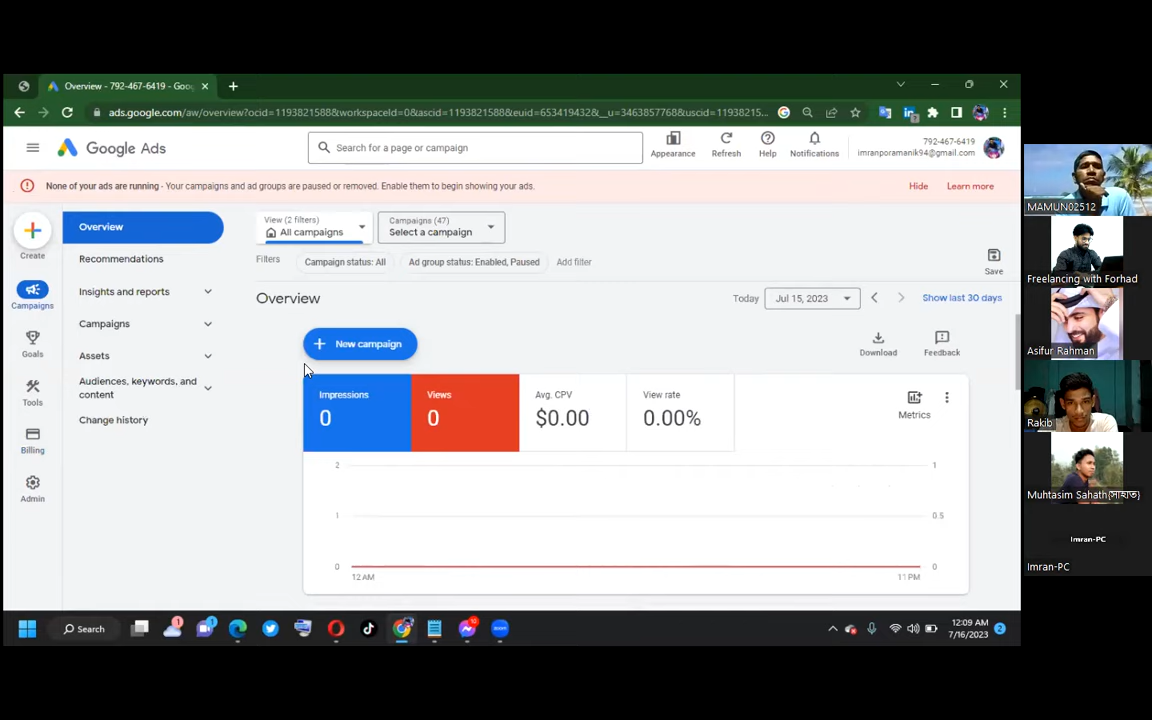 Overview - 792-467-6419 - Goo
ads.google.com/aw/overview?ocid=11938215888&workspaceId=0&ascid=11938215888&euid=653419432&__u=3463857768&uscid=11938215...
Google Ads
Search for a page or campaign
Appearance
Refresh
Help
Notifications
792-467-6419
imranporamanik94@gmail.com
None of your ads are running - Your campaigns and ad groups are paused or removed. Enable them to begin showing your ads.
Hide
Learn more
Create
Campaigns
Goals
Tools
Billing
Admin
Overview
Recommendations
Insights and reports
Campaigns
Assets
Audiences, keywords, and
content
Change history
View (2 filters)
All campaigns
Campaigns (47)
Select a campaign
Filters
Campaign status: All
Ad group status: Enabled, Paused
Add filter
Save
Overview
Today
Jul 15, 2023
Show last 30 days
New campaign
Download
Feedback
Impressions
0
Views
0
Avg. CPV
$0.00
View rate
0.00%
Metrics
2
1
0
1
0.5
0
12 AM
11 PM
Search
12:09 AM
7/16/2023
2
MAMUN02512
Freelancing with Forhad
Asifur Rahman
Rakib
Muhtasim Sahath(সাহাত)
Imran-PC
Imran-PC